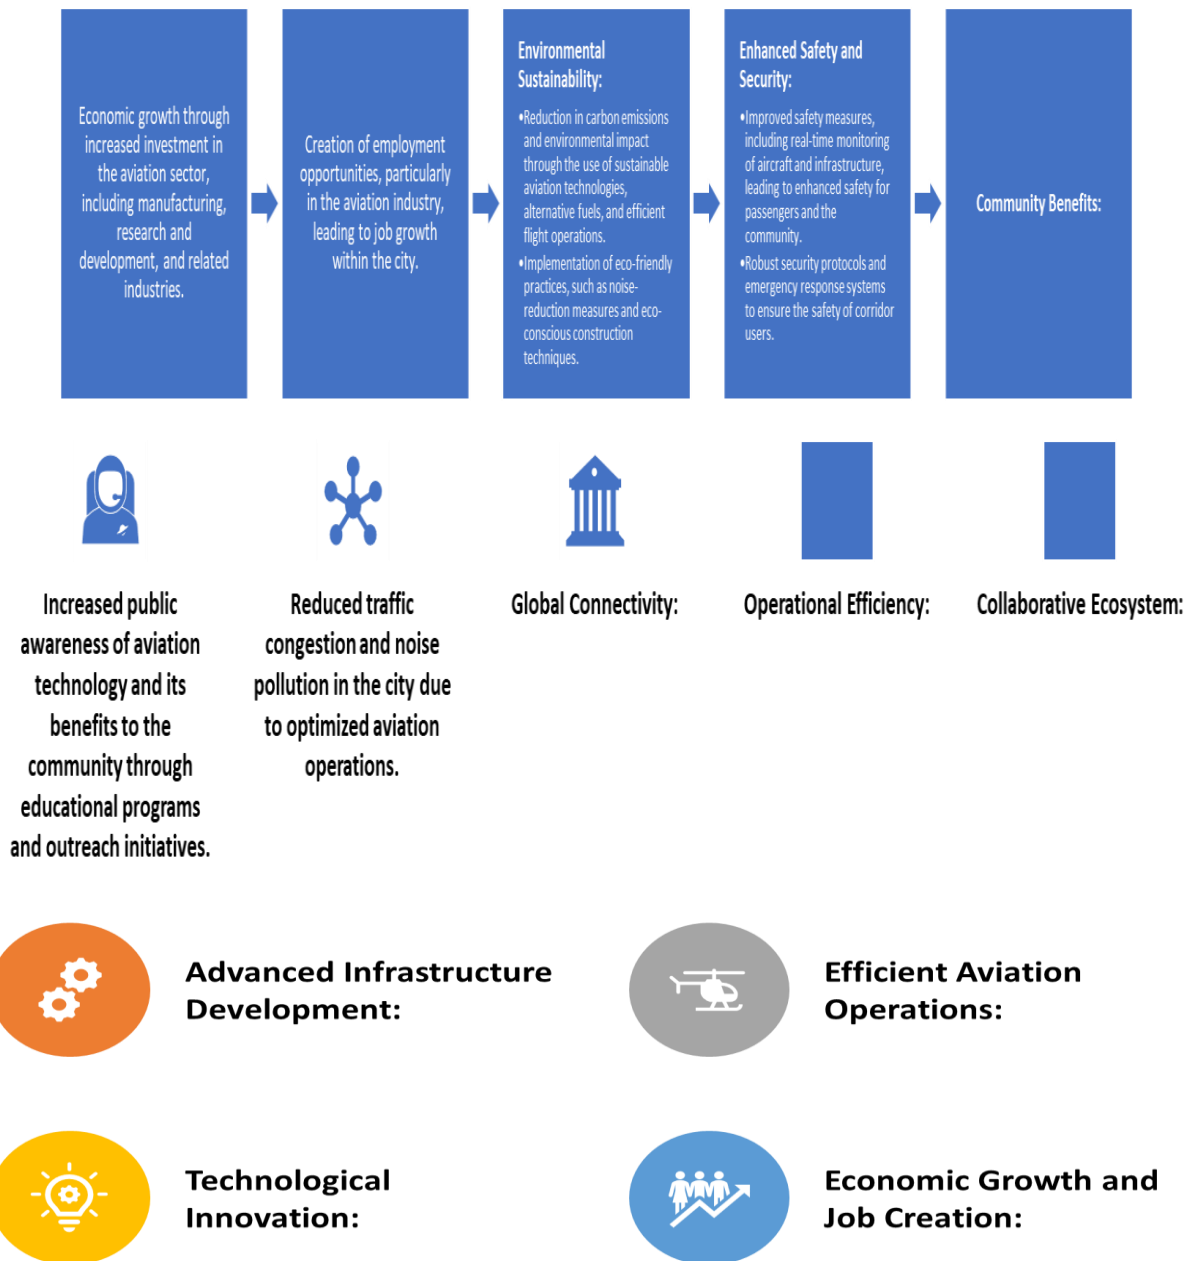 Economic growth through
increased investment in
the aviation sector,
including manufacturing,
research and
development, and related
industries.
Creation of employment
opportunities, particularly
in the aviation industry,
leading to job growth
within the city.
Environmental
Sustainability:
•Reduction in carbon emissions
and environmental impact
through the use of sustainable
aviation technologies,
alternative fuels, and efficient
flight operations.
•Implementation of eco-friendly
practices, such as noise-
reduction measures and eco-
conscious construction
techniques.
Enhanced Safety and
Security:
•Improved safety measures,
including real-time monitoring
of aircraft and infrastructure,
leading to enhanced safety for
passengers and the
community.
•Robust security protocols and
emergency response systems
to ensure the safety of corridor
users.
Community Benefits:
Increased public
awareness of aviation
technology and its
benefits to the
community through
educational programs
and outreach initiatives.
Reduced traffic
congestion and noise
pollution in the city due
to optimized aviation
operations.
Global Connectivity:
Operational Efficiency:
Collaborative Ecosystem:
Advanced Infrastructure
Development:
Efficient Aviation
Operations:
Technological
Innovation:
Economic Growth and
Job Creation: